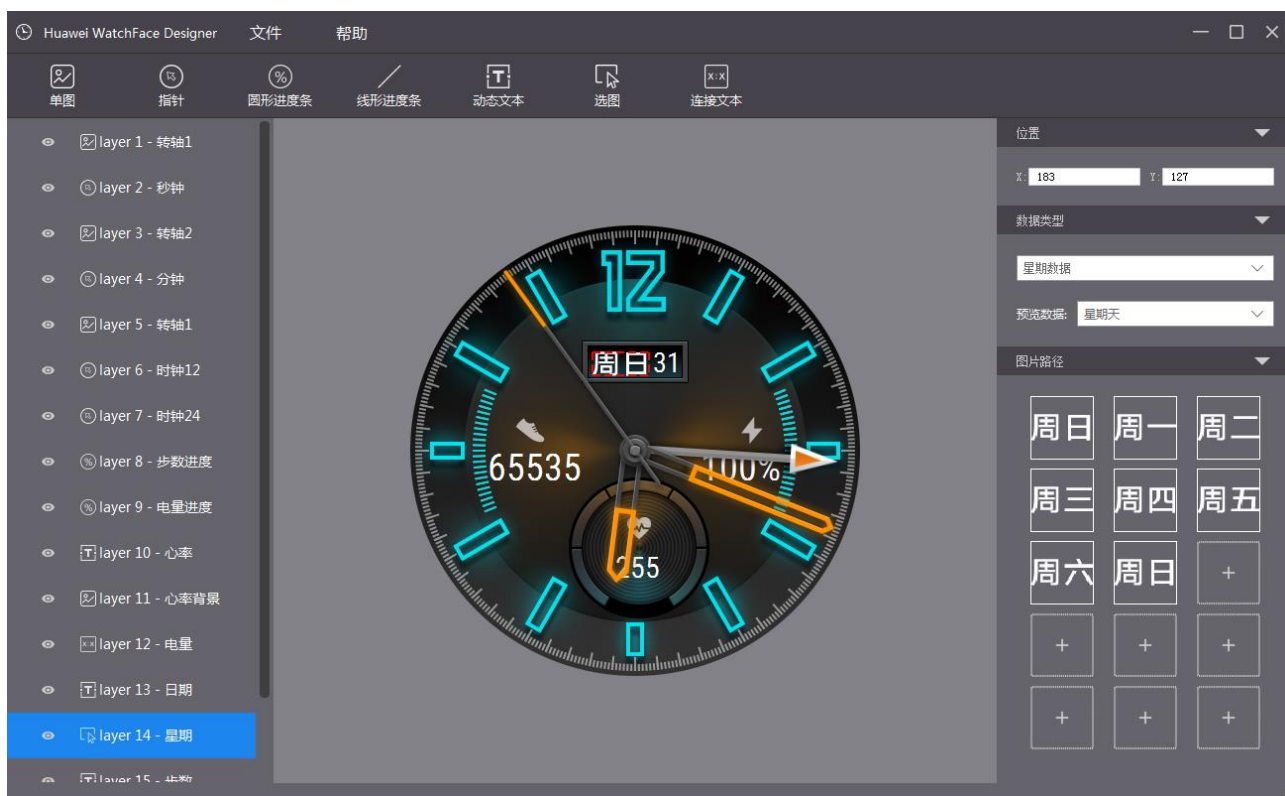 Huawei WatchFace Designer 文件 帮助
单图 指针 圆形进度条 线形进度条 动态文本 选图 连接文本
layer 1 - 转轴1
layer 2 - 秒钟
layer 3 - 转轴2
layer 4 - 分钟
layer 5 - 转轴1
layer 6 - 时钟12
layer 7 - 时钟24
layer 8 - 步数进度
layer 9 - 电量进度
layer 10 - 心率
layer 11 - 心率背景
layer 12 - 电量
layer 13 - 日期
layer 14 - 星期
layer 15 - 步数
12
周日 31
65535 100%
255
位置
X: 183 Y: 127
数据类型
星期数据
预览数据: 星期天
图片路径
周日 周一 周二
周三 周四 周五
周六 周日